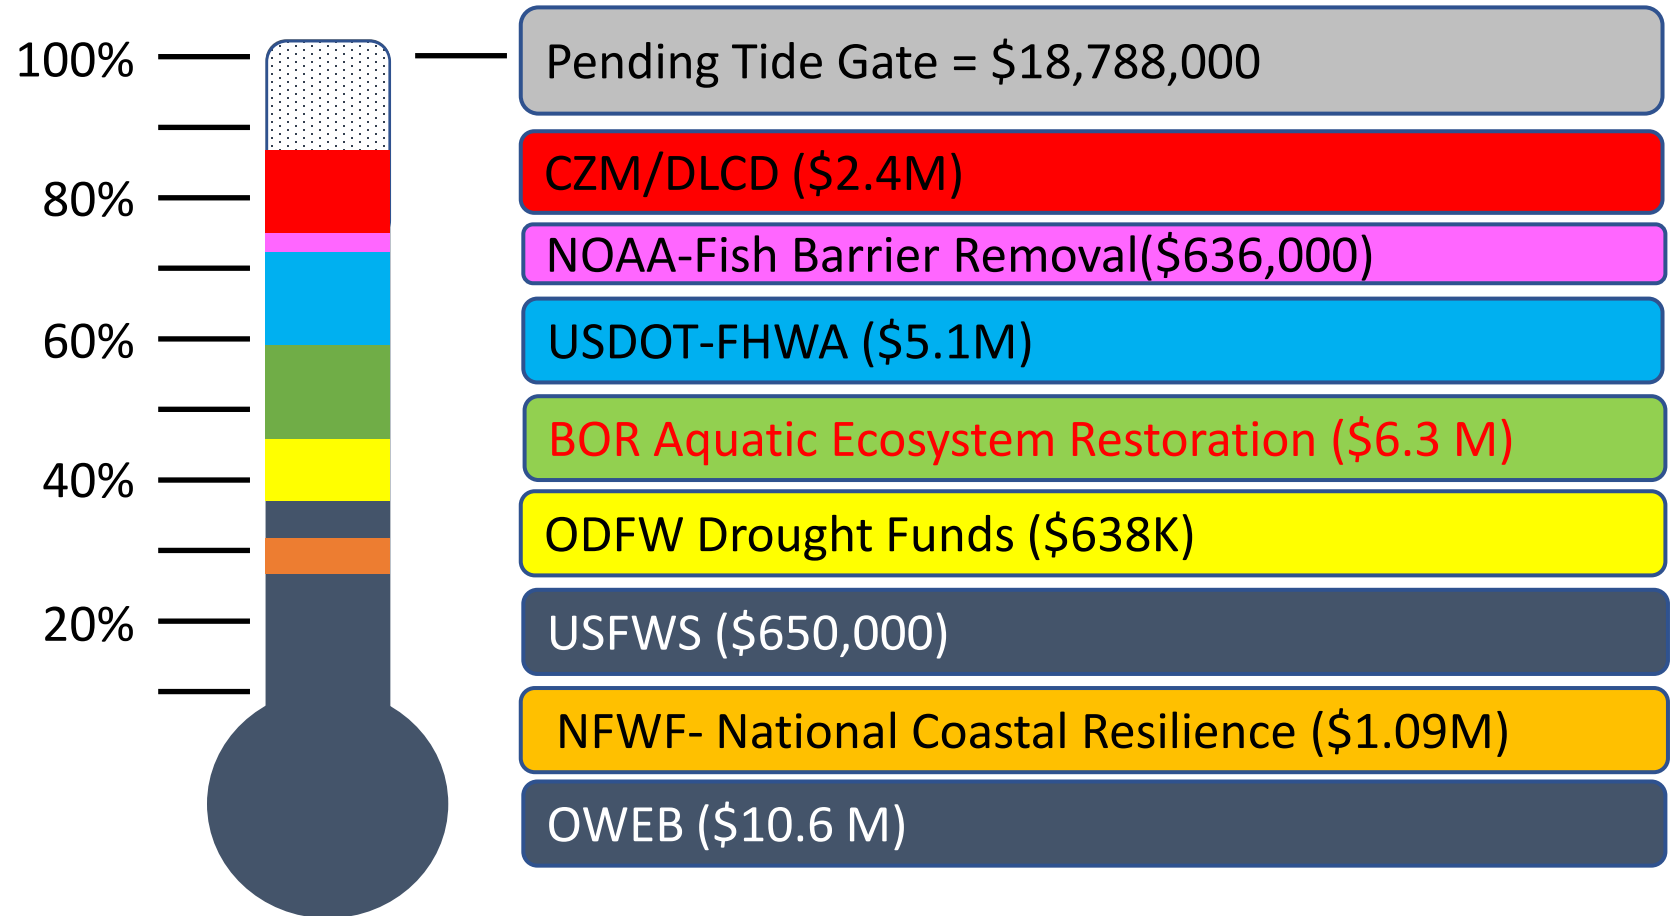 100%
80%
60%
40%
20%
Pending Tide Gate = $18,788,000
CZM/DLCD ($2.4M)
NOAA-Fish Barrier Removal($636,000)
USDOT-FHWA ($5.1M)
BOR Aquatic Ecosystem Restoration ($6.3 M)
ODFW Drought Funds ($638K)
USFWS ($650,000)
NFWF- National Coastal Resilience ($1.09M)
OWEB ($10.6 M)